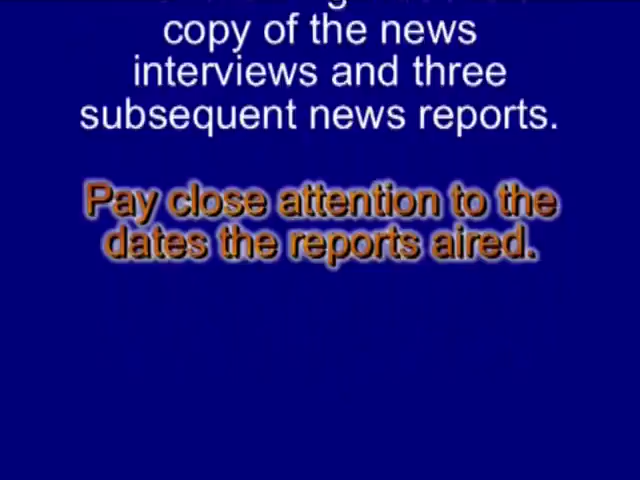 copy of the news
interviews and three
subsequent news reports.
Pay close attention to the
dates the reports aired.